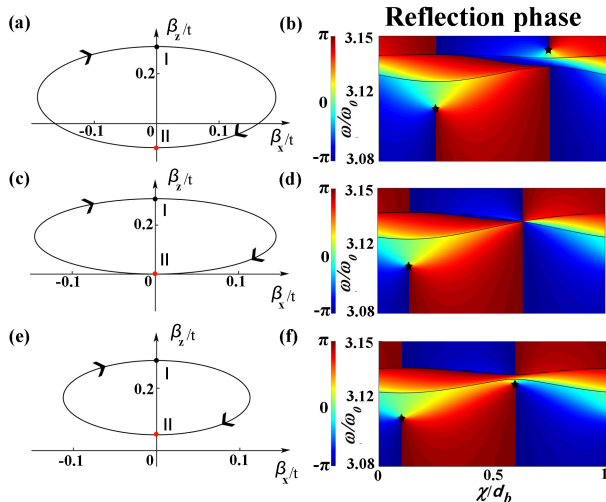 Reflection phase
(a)
β_z/t
0.2
I
II
-0.1
0
0.1
β_x/t
(b)
π
0
-π
ω/ω_0
3.15
3.12
3.08
(c)
β_z/t
0.2
I
II
-0.1
0
0.1
β_x/t
(d)
π
0
-π
ω/ω_0
3.15
3.12
3.08
(e)
β_z/t
0.2
I
II
-0.1
0
0.1
β_x/t
(f)
π
0
-π
ω/ω_0
3.15
3.12
3.08
0
0.5
1
χ/d_b